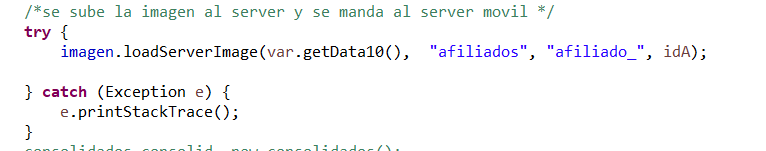 /*se sube la imagen al server y se manda al server movil */
try {
imagen.loadServerImage(var.getData10(), "afiliados", "afiliado_", idA);
} catch (Exception e) {
e.printStackTrace();
}